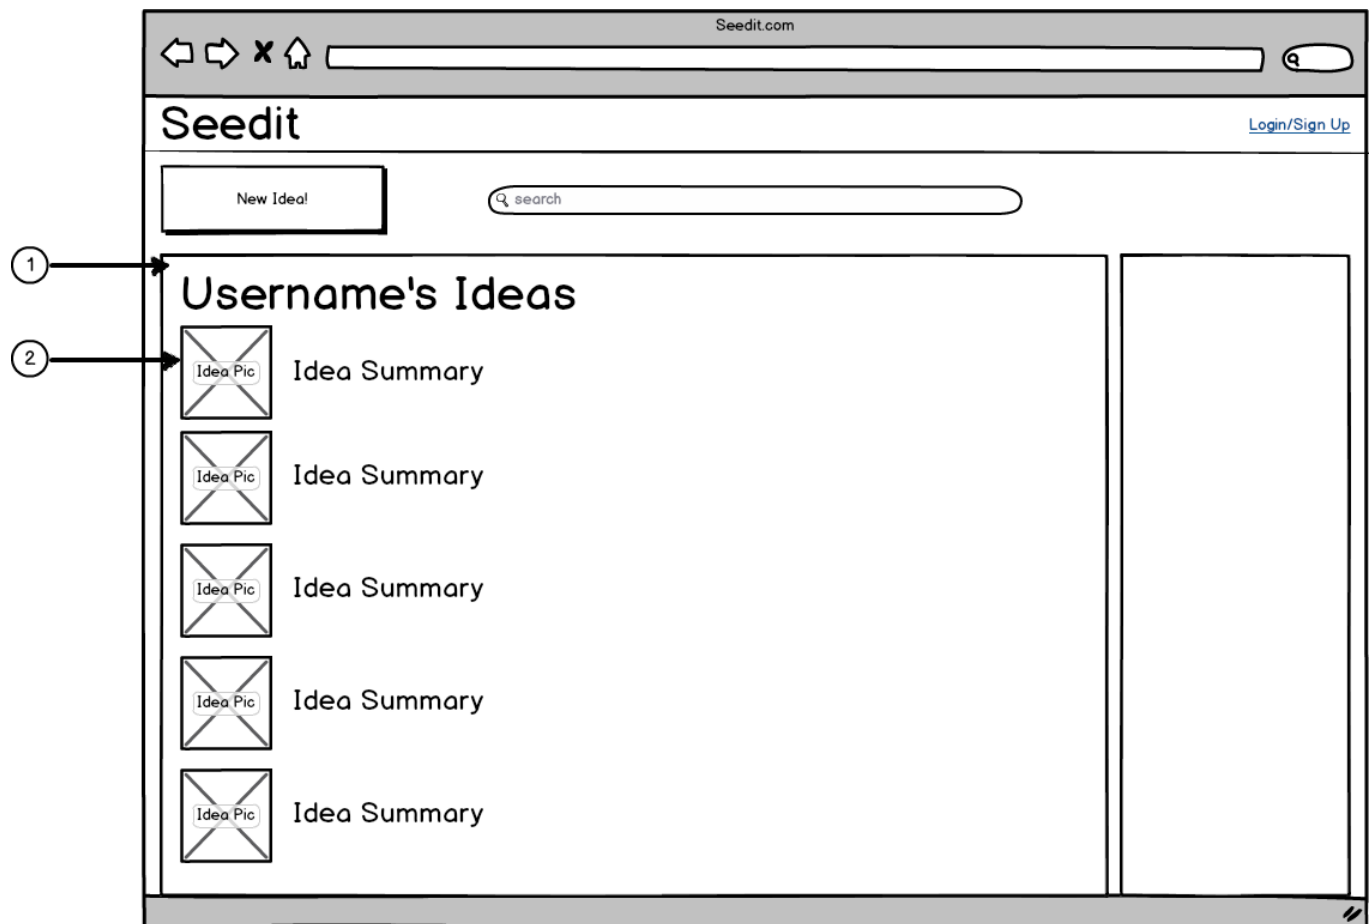 Seedit.com
Seedit
Login/Sign Up
New Idea!
search
1
Username's Ideas
2
Idea Pic
Idea Summary
Idea Pic
Idea Summary
Idea Pic
Idea Summary
Idea Pic
Idea Summary
Idea Pic
Idea Summary